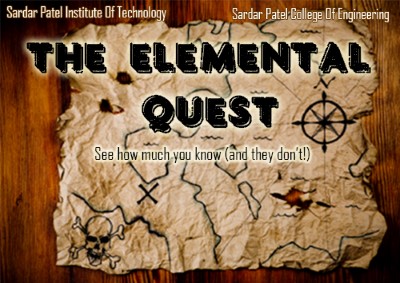 Sardar Patel Institute Of Technology
Sardar Patel College Of Engineering
THE ELEMENTAL
QUEST
See how much you know (and they don't!)